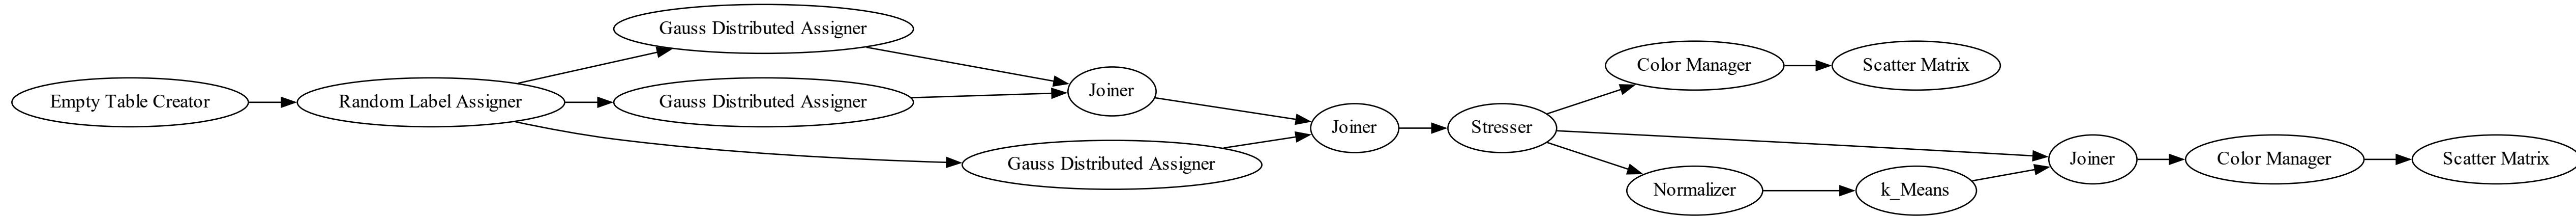 Empty Table Creator
Random Label Assigner
Gauss Distributed Assigner
Gauss Distributed Assigner
Gauss Distributed Assigner
Joiner
Joiner
Stresser
Color Manager
Scatter Matrix
Normalizer
k_Means
Joiner
Color Manager
Scatter Matrix